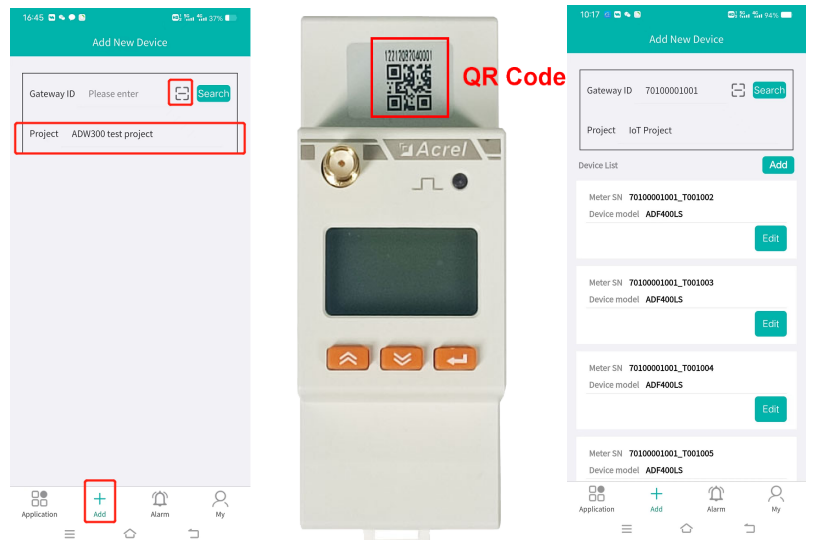 16:45
37%
Add New Device
Gateway ID Please enter Search
Project ADW300 test project
Application Add Alarm My
12212087040001
QR Code
Acrel
10:17
94%
Add New Device
Gateway ID 70100001001 Search
Project IoT Project
Device List Add
Meter SN 70100001001_T001002
Device model ADF400LS
Edit
Meter SN 70100001001_T001003
Device model ADF400LS
Edit
Meter SN 70100001001_T001004
Device model ADF400LS
Edit
Meter SN 70100001001_T001005
Device model ADF400LS
Application Add Alarm My